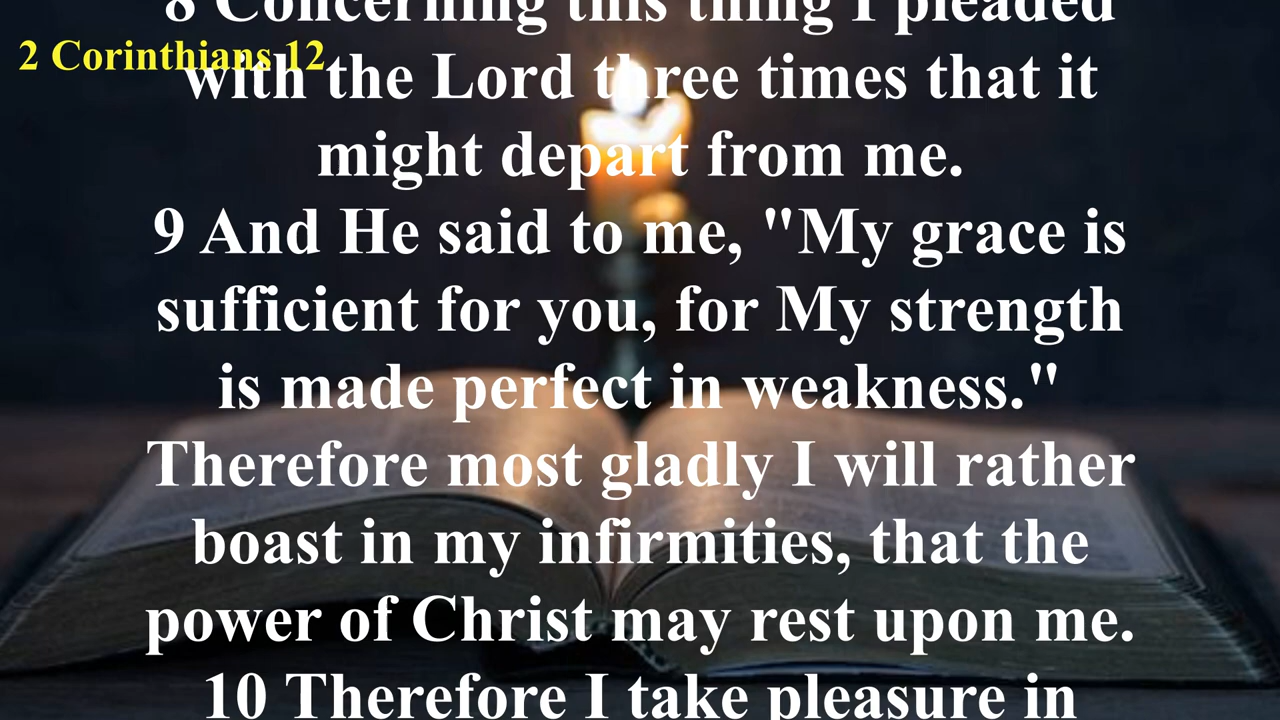 8 Concerning this thing I pleaded
2 Corinthians 12
with the Lord three times that it
might depart from me.
9 And He said to me, "My grace is
sufficient for you, for My strength
is made perfect in weakness."
Therefore most gladly I will rather
boast in my infirmities, that the
power of Christ may rest upon me.
10 Therefore I take pleasure in